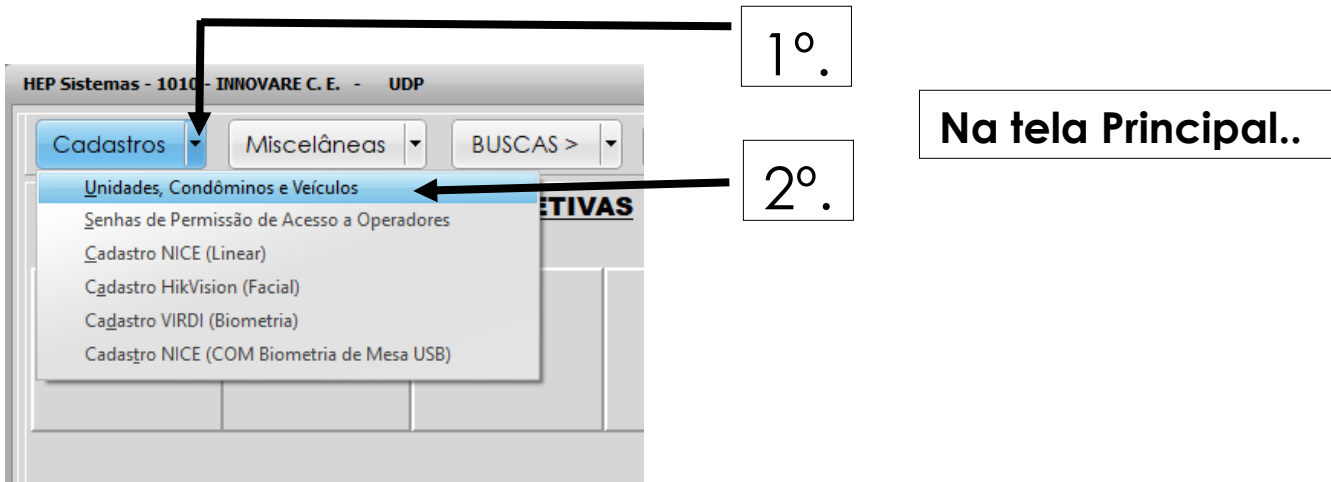 1º.
HEP Sistemas - 1010 - INNOVARE C. E. - UDP
Na tela Principal..
Cadastros Miscelâneas BUSCAS >
2º.
Unidades, Condôminos e Veículos
ETIVAS
Senhas de Permissão de Acesso a Operadores
Cadastro NICE (Linear)
Cadastro HikVision (Facial)
Cadastro VIRDI (Biometria)
Cadastro NICE (COM Biometria de Mesa USB)